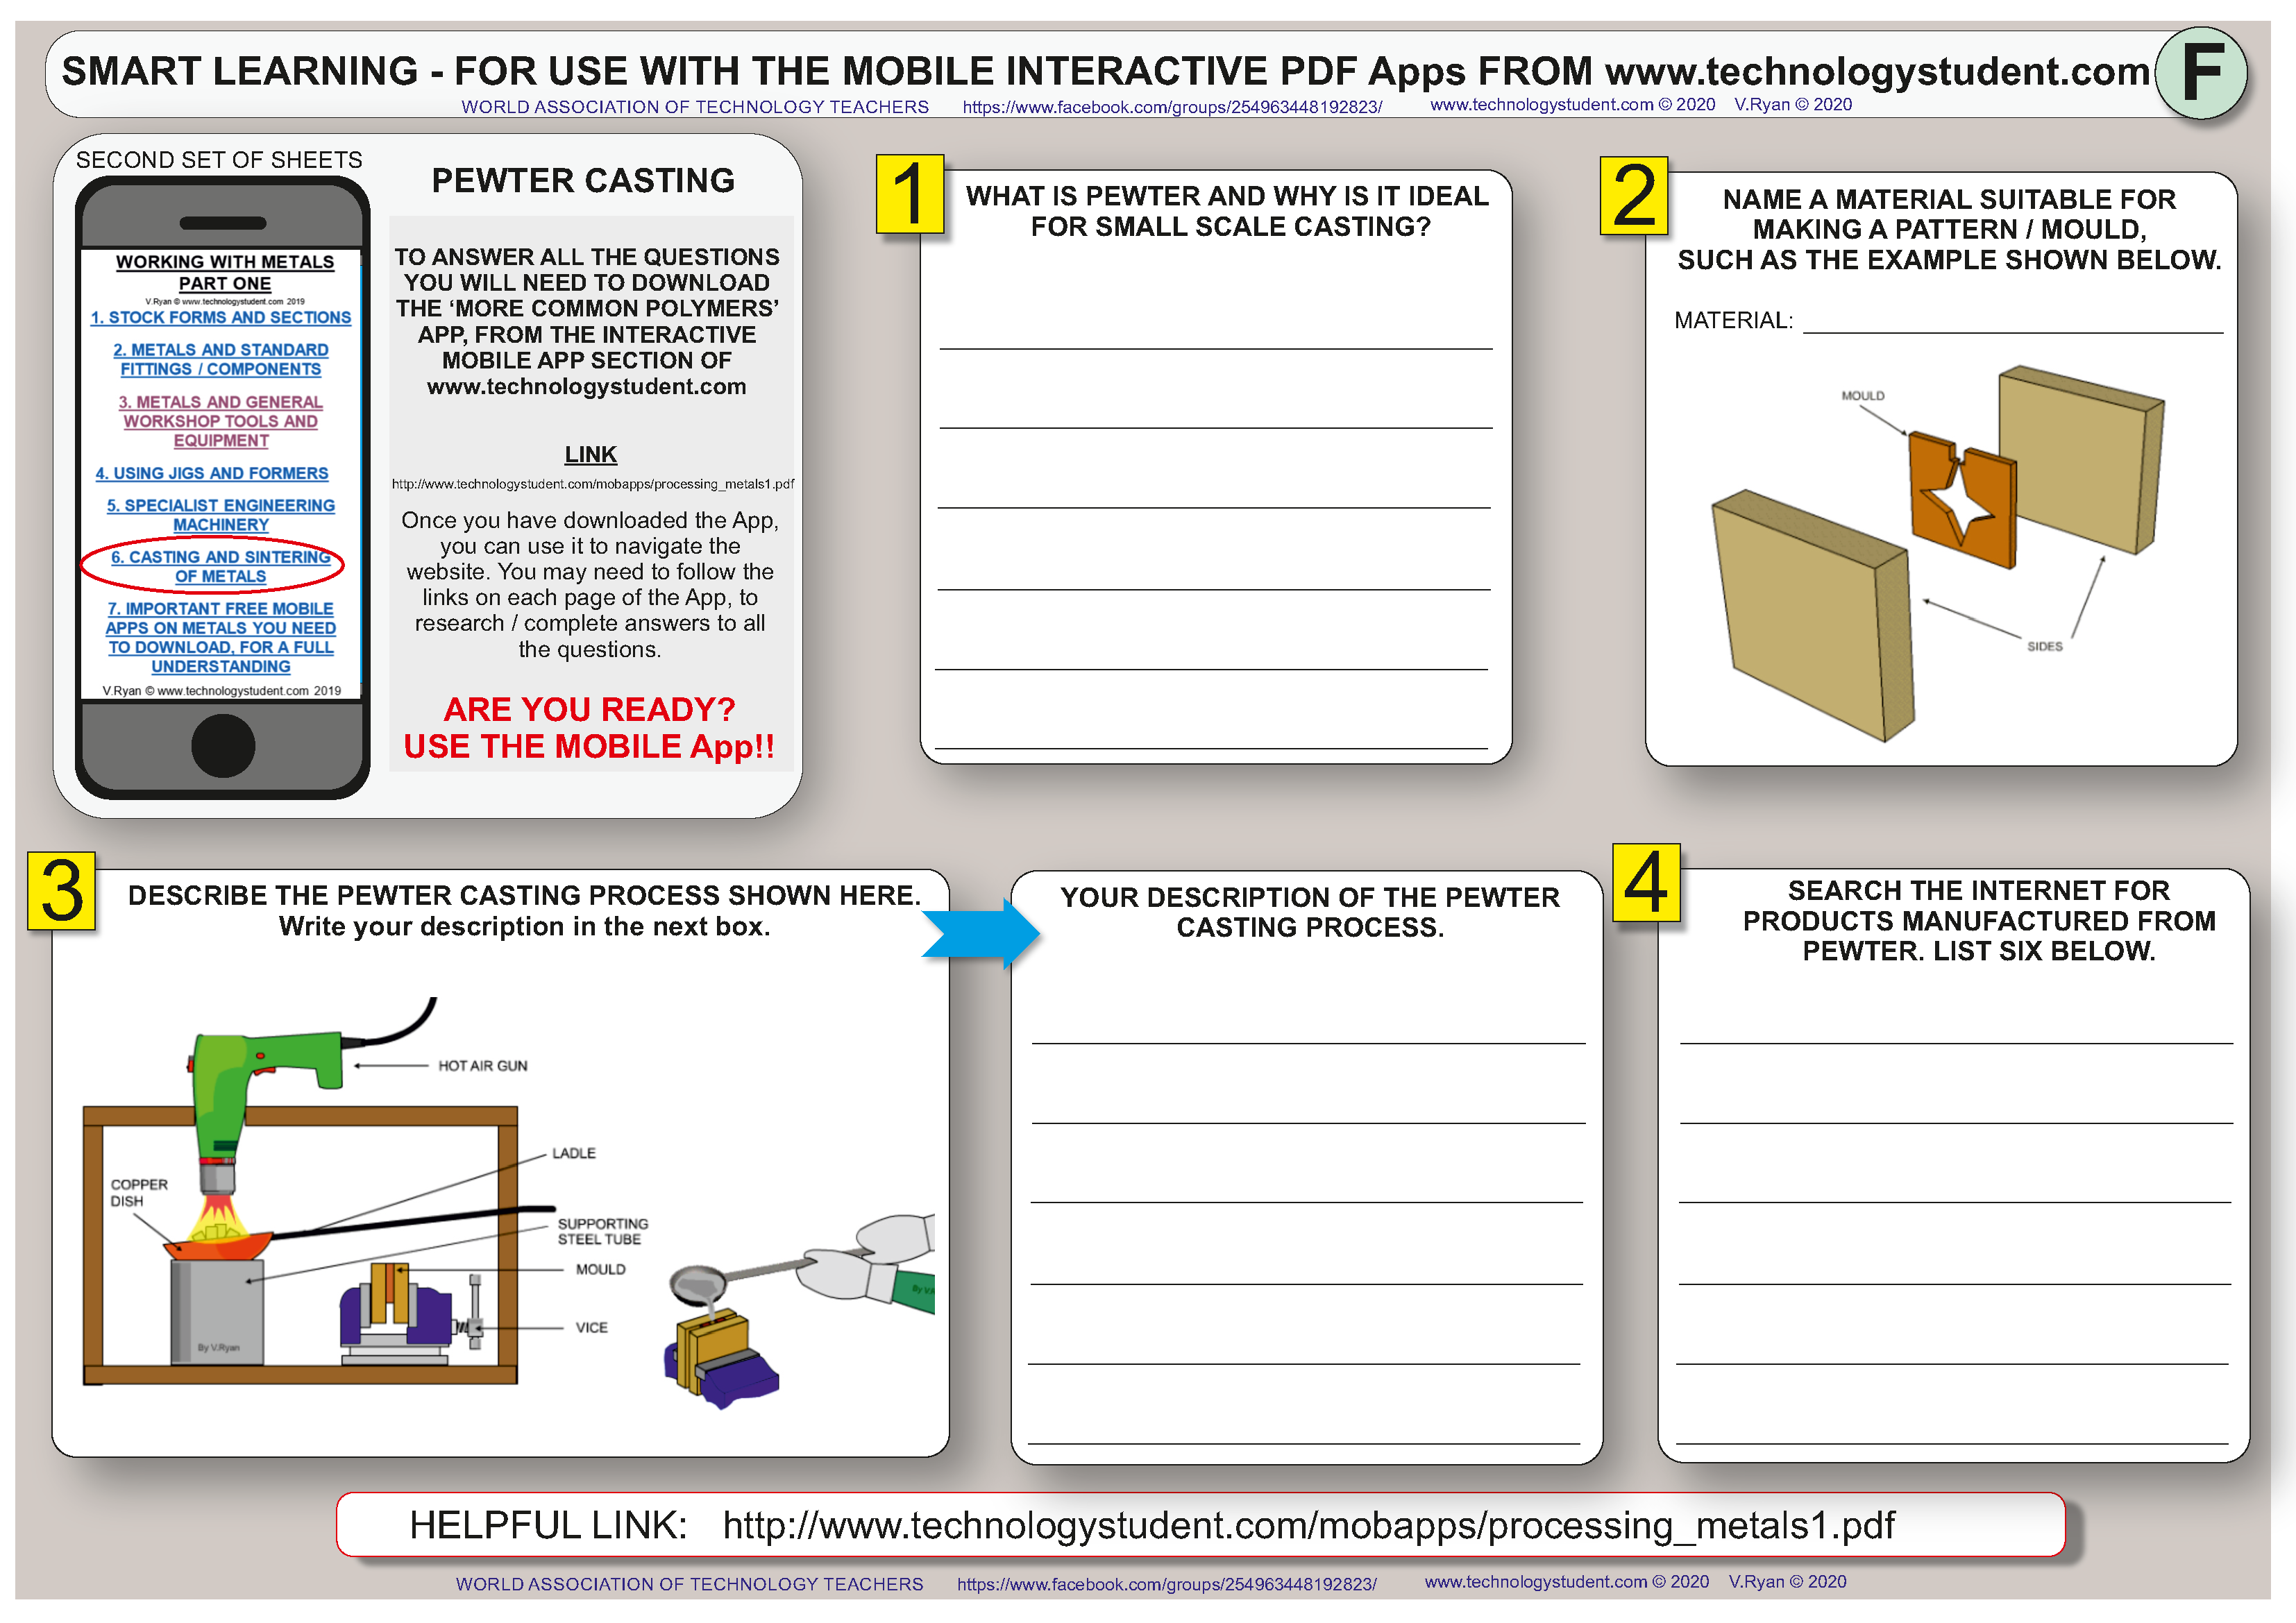 SMART LEARNING - FOR USE WITH THE MOBILE INTERACTIVE PDF Apps FROM www.technologystudent.com
F
WORLD ASSOCIATION OF TECHNOLOGY TEACHERS https://www.facebook.com/groups/254963448192823/ www.technologystudent.com © 2020 V.Ryan © 2020
SECOND SET OF SHEETS
WORKING WITH METALS
PART ONE
V.Ryan © www.technologystudent.com 2019
1. STOCK FORMS AND SECTIONS
2. METALS AND STANDARD
FITTINGS / COMPONENTS
3. METALS AND GENERAL
WORKSHOP TOOLS AND
EQUIPMENT
4. USING JIGS AND FORMERS
5. SPECIALIST ENGINEERING
MACHINERY
6. CASTING AND SINTERING
OF METALS
7. IMPORTANT FREE MOBILE
APPS ON METALS YOU NEED
TO DOWNLOAD, FOR A FULL
UNDERSTANDING
V.Ryan © www.technologystudent.com 2019
PEWTER CASTING
TO ANSWER ALL THE QUESTIONS
YOU WILL NEED TO DOWNLOAD
THE ‘MORE COMMON POLYMERS’
APP, FROM THE INTERACTIVE
MOBILE APP SECTION OF
www.technologystudent.com
LINK
http://www.technologystudent.com/mobapps/processing_metals1.pdf
Once you have downloaded the App,
you can use it to navigate the
website. You may need to follow the
links on each page of the App, to
research / complete answers to all
the questions.
ARE YOU READY?
USE THE MOBILE App!!
1
WHAT IS PEWTER AND WHY IS IT IDEAL
FOR SMALL SCALE CASTING?
2
NAME A MATERIAL SUITABLE FOR
MAKING A PATTERN / MOULD,
SUCH AS THE EXAMPLE SHOWN BELOW.
MATERIAL:
MOULD
SIDES
3
DESCRIBE THE PEWTER CASTING PROCESS SHOWN HERE.
Write your description in the next box.
HOT AIR GUN
LADLE
COPPER
DISH
SUPPORTING
STEEL TUBE
MOULD
VICE
By V.Ryan
By V.R
YOUR DESCRIPTION OF THE PEWTER
CASTING PROCESS.
4
SEARCH THE INTERNET FOR
PRODUCTS MANUFACTURED FROM
PEWTER. LIST SIX BELOW.
HELPFUL LINK: http://www.technologystudent.com/mobapps/processing_metals1.pdf
WORLD ASSOCIATION OF TECHNOLOGY TEACHERS https://www.facebook.com/groups/254963448192823/ www.technologystudent.com © 2020 V.Ryan © 2020